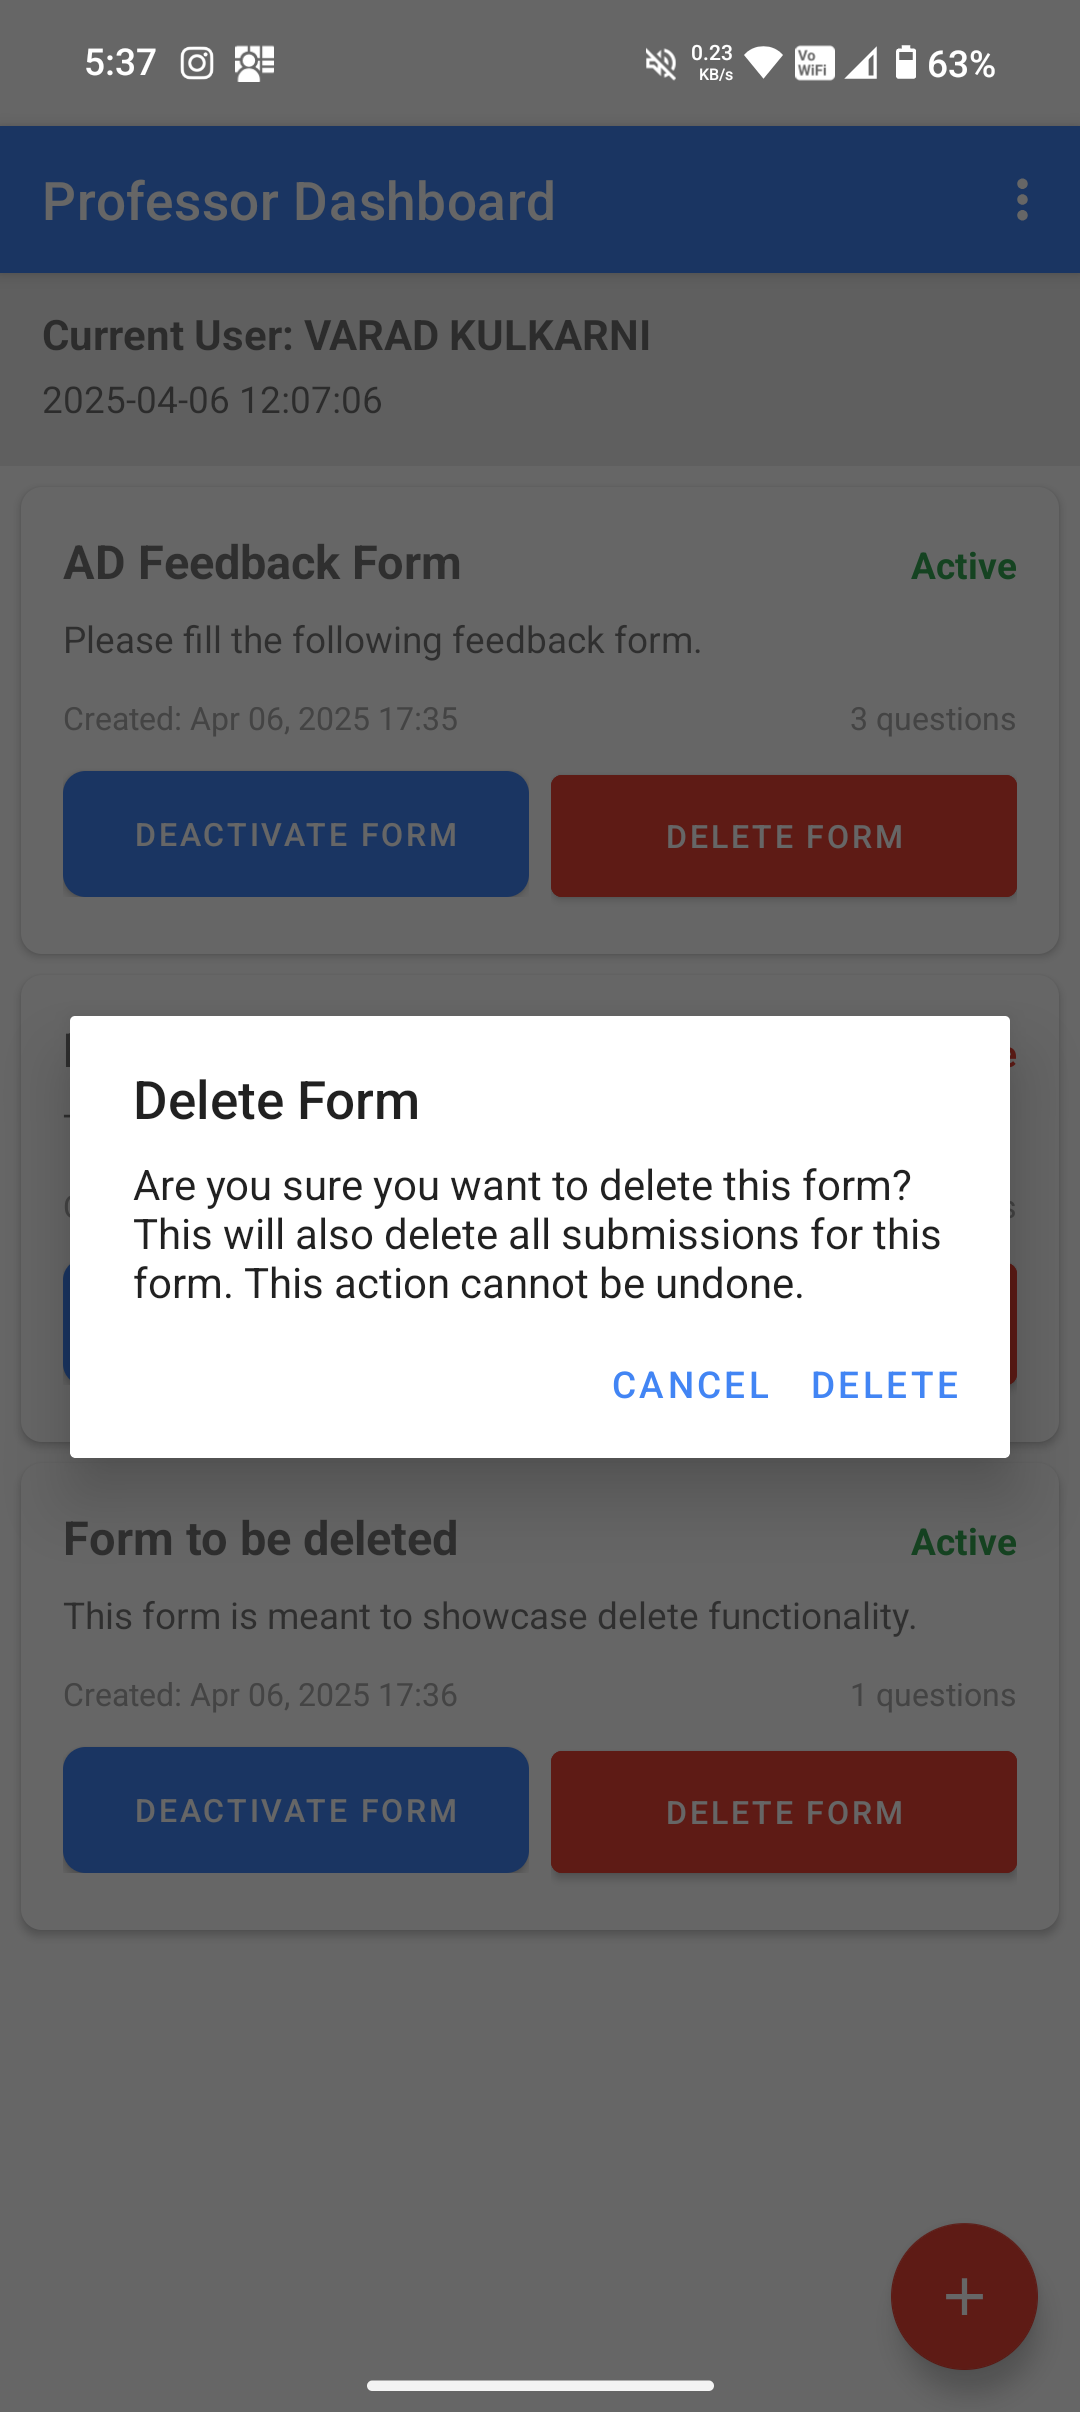 5:37
0.23
KB/s
Vo
WiFi
63%
Professor Dashboard
Current User: VARAD KULKARNI
2025-04-06 12:07:06
AD Feedback Form
Active
Please fill the following feedback form.
Created: Apr 06, 2025 17:35
3 questions
DEACTIVATE FORM
DELETE FORM
Delete Form
Are you sure you want to delete this form?
This will also delete all submissions for this
form. This action cannot be undone.
CANCEL
DELETE
Form to be deleted
Active
This form is meant to showcase delete functionality.
Created: Apr 06, 2025 17:36
1 questions
DEACTIVATE FORM
DELETE FORM
+